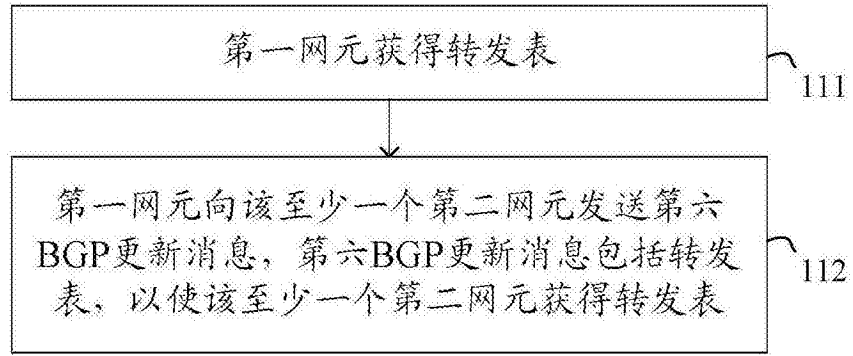 第一网元获得转发表
111
第一网元向该至少一个第二网元发送第六
BGP更新消息，第六BGP更新消息包括转发
表，以使该至少一个第二网元获得转发表
112